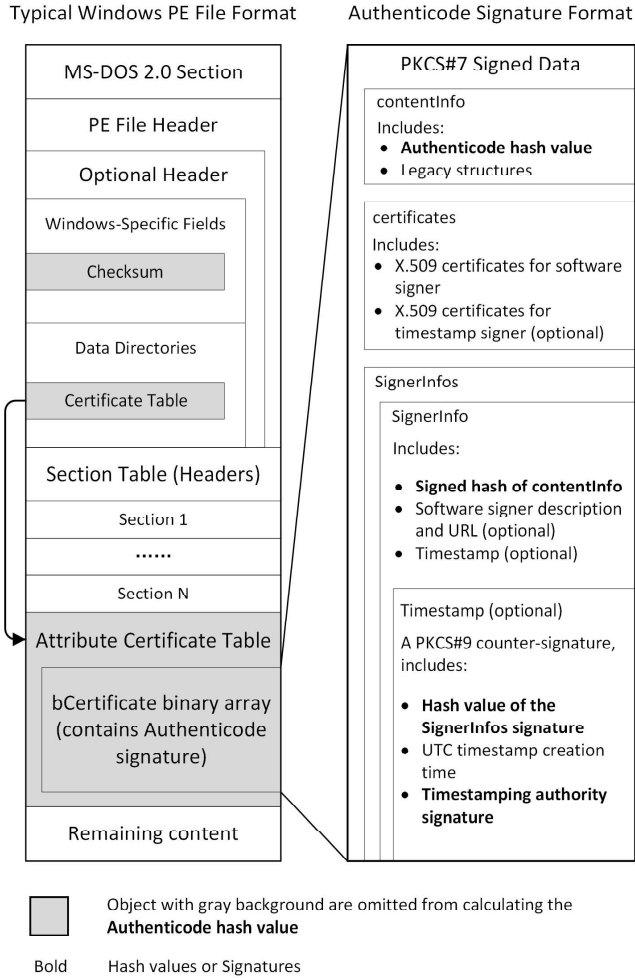 Typical Windows PE File Format
MS-DOS 2.0 Section
PE File Header
Optional Header
Windows-Specific Fields
Checksum
Data Directories
Certificate Table
Section Table (Headers)
Section 1
......
Section N
Attribute Certificate Table
bCertificate binary array
(contains Authenticode
signature)
Remaining content
Authenticode Signature Format
PKCS#7 Signed Data
contentInfo
Includes:
• Authenticode hash value
• Legacy structures
certificates
Includes:
• X.509 certificates for software
signer
• X.509 certificates for
timestamp signer (optional)
SignerInfos
SignerInfo
Includes:
• Signed hash of contentInfo
• Software signer description
and URL (optional)
• Timestamp (optional)
Timestamp (optional)
A PKCS#9 counter-signature,
includes:
• Hash value of the
SignerInfos signature
• UTC timestamp creation
time
• Timestamping authority
signature
Object with gray background are omitted from calculating the
Authenticode hash value
Bold Hash values or Signatures